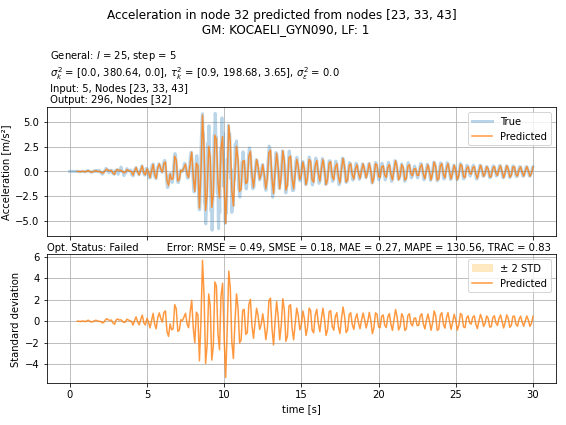 Acceleration in node 32 predicted from nodes [23, 33, 43]
GM: KOCAELI_GYN090, LF: 1
General: l = 25, step = 5
σ²ₖ = [0.0, 380.64, 0.0], τ²ₖ = [0.9, 198.68, 3.65], σ²ₑ = 0.0
Input: 5, Nodes [23, 33, 43]
Output: 296, Nodes [32]
Acceleration [m/s²]
5.0
2.5
0.0
−2.5
−5.0
True
Predicted
Opt. Status: Failed Error: RMSE = 0.49, SMSE = 0.18, MAE = 0.27, MAPE = 130.56, TRAC = 0.83
Standard deviation
6
4
2
0
−2
−4
± 2 STD
Predicted
0 5 10 15 20 25 30
time [s]